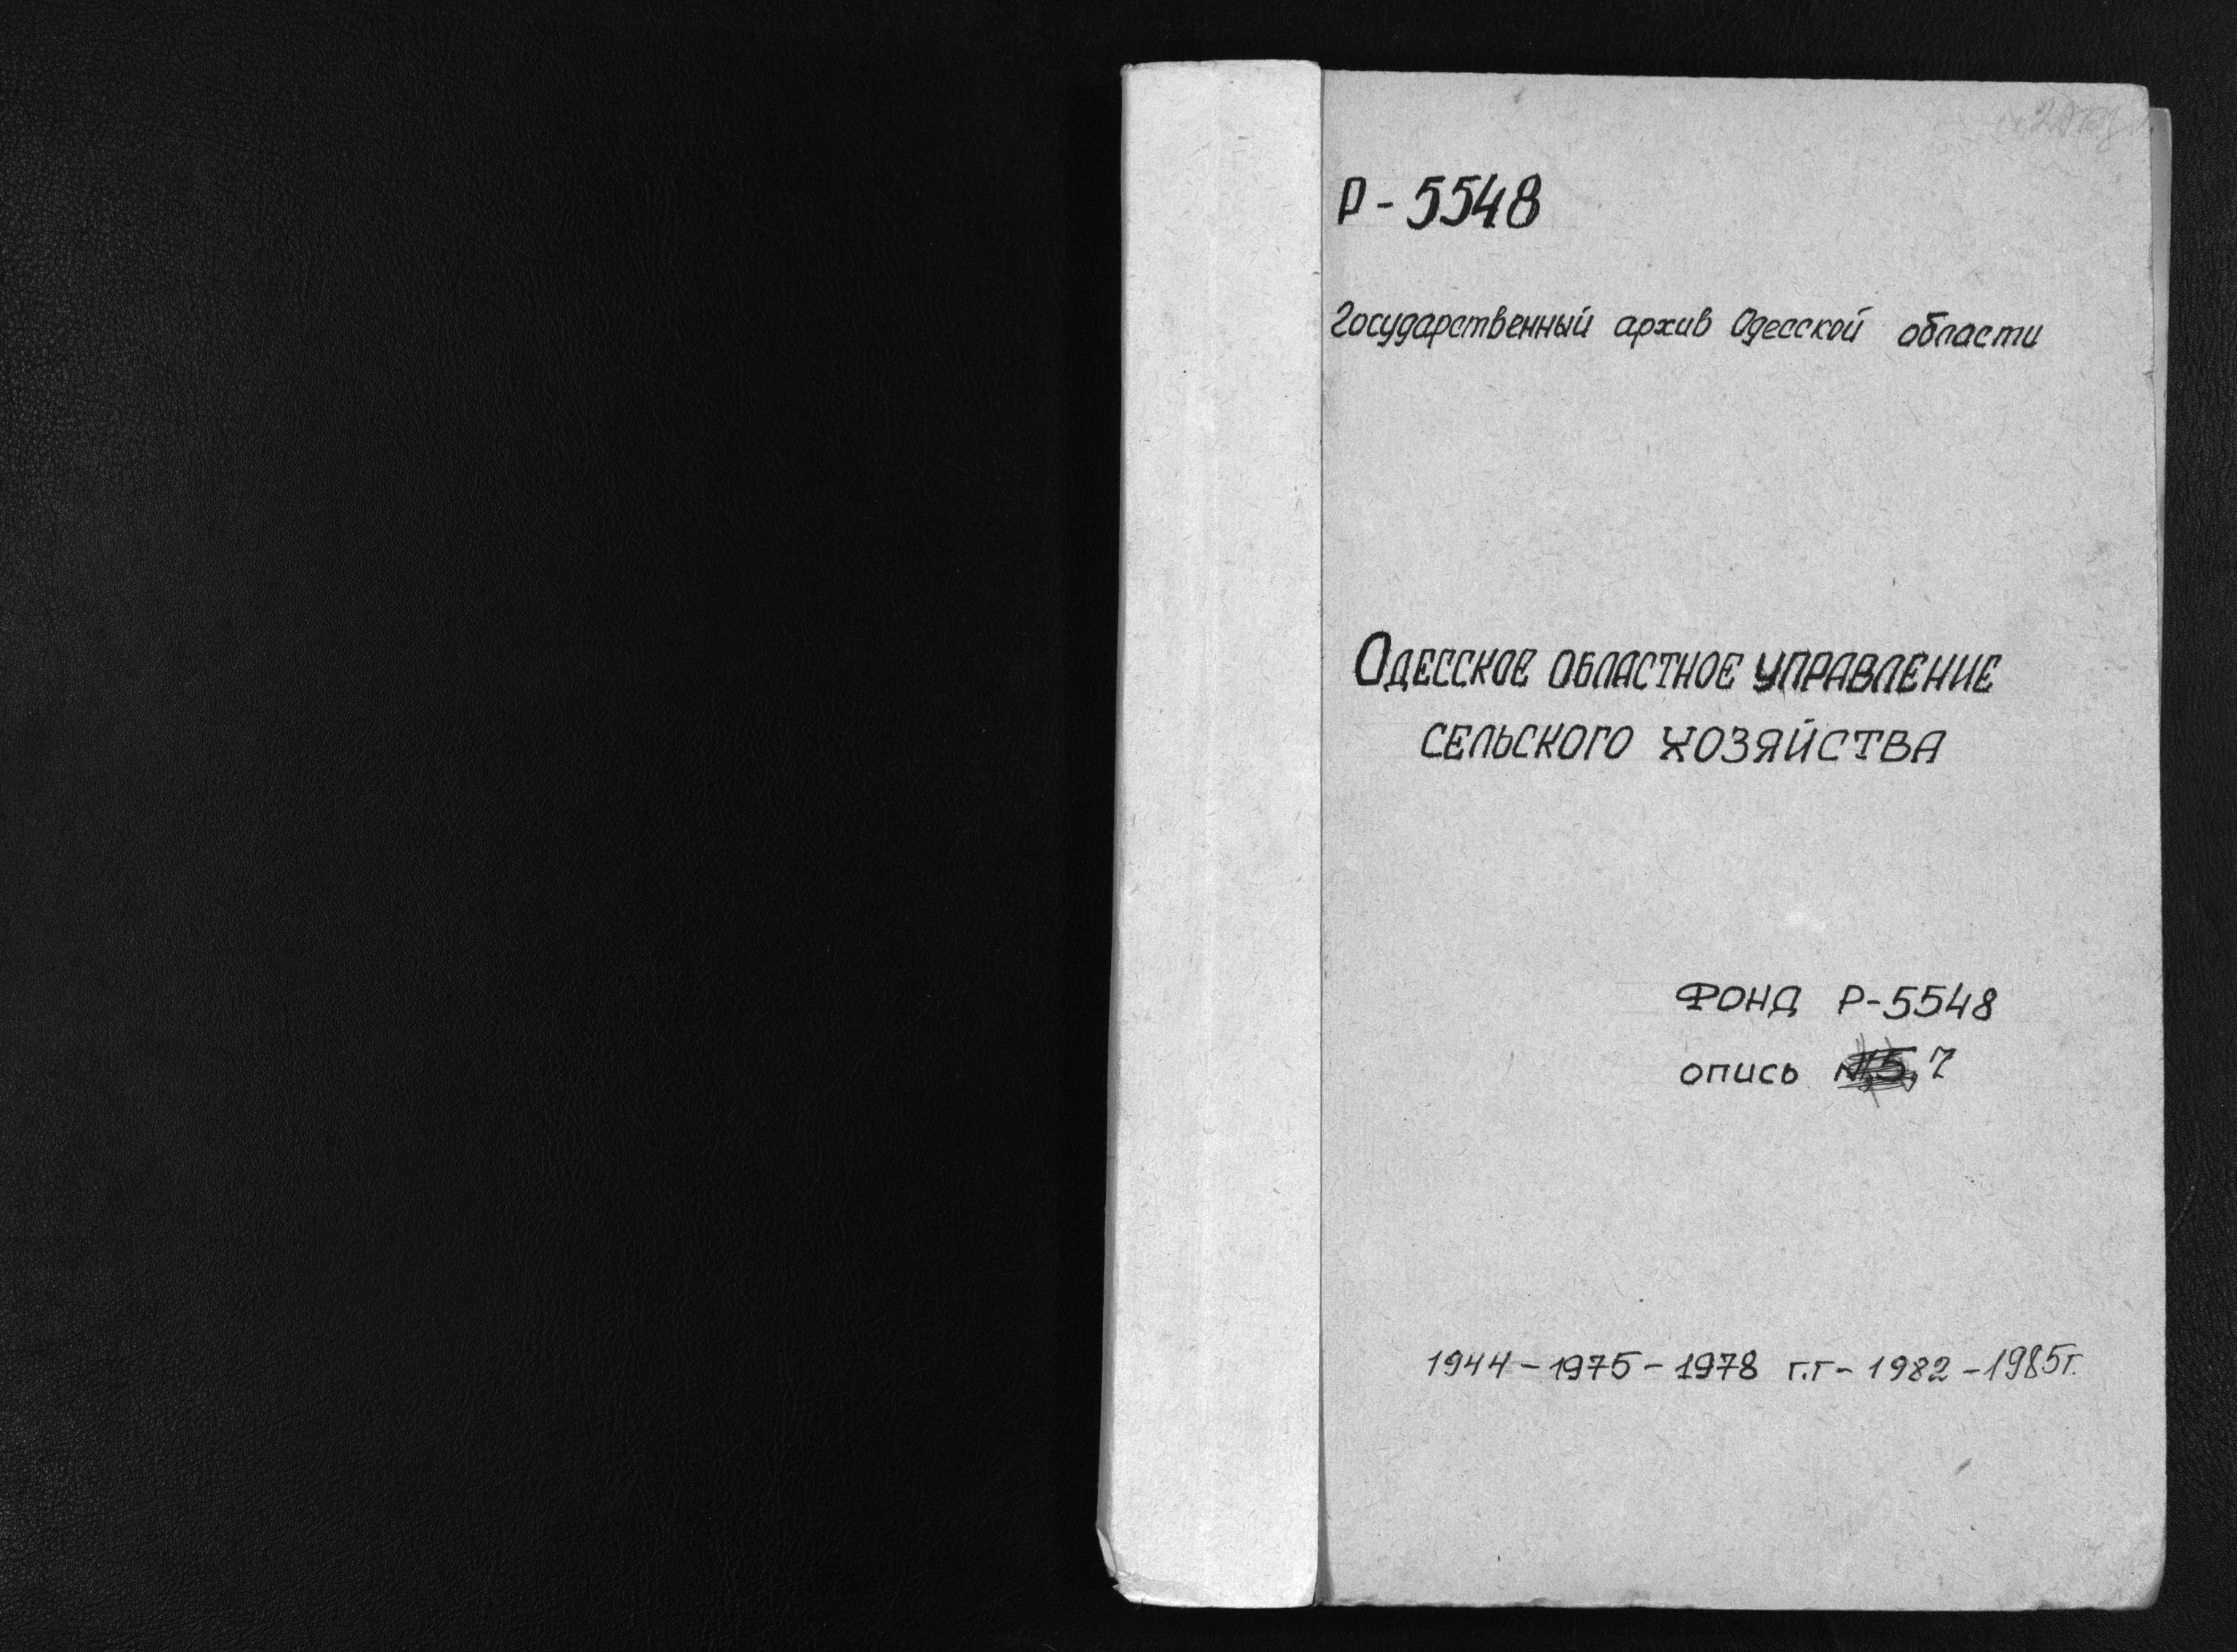 Р-5548
Государственный архив Одесской области
Одесское областное управление
сельского хозяйства
фонд Р-5548
опись 7
1944-1975-1978 г.г-1982-1985г.